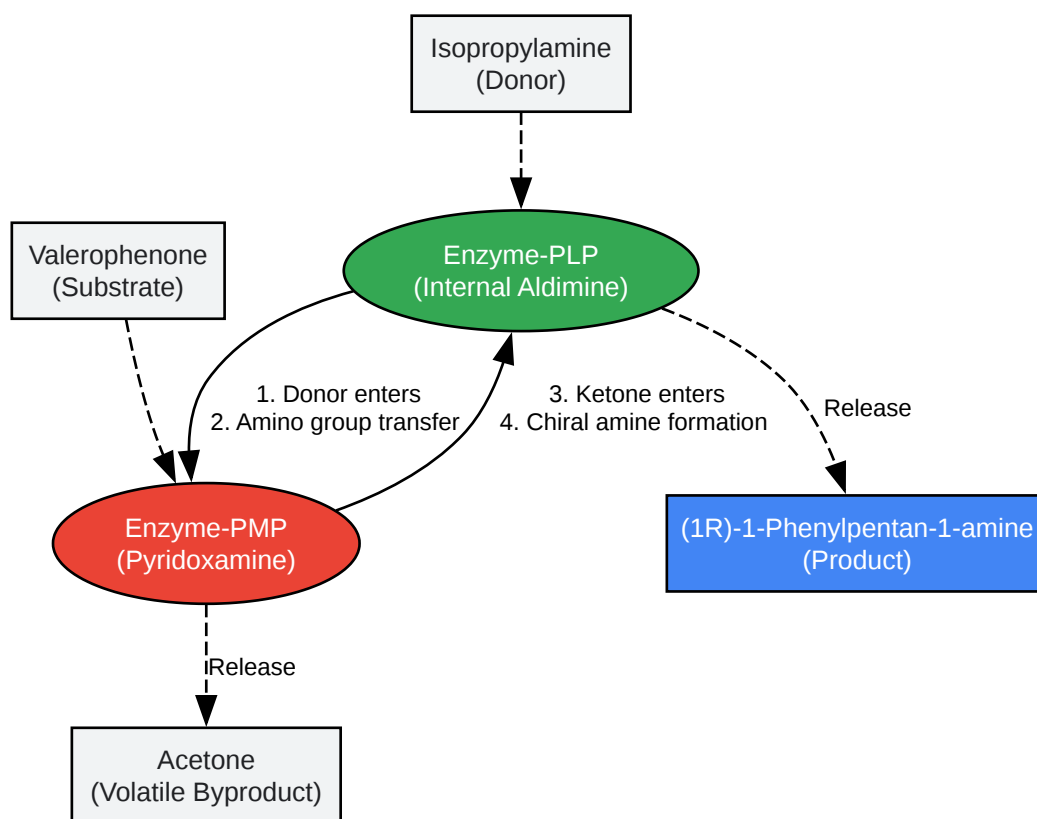 Isopropylamine
(Donor)
Valerophenone
(Substrate)
Enzyme-PLP
(Internal Aldimine)
1. Donor enters
2. Amino group transfer
3. Ketone enters
4. Chiral amine formation
Release
Enzyme-PMP
(Pyridoxamine)
(1R)-1-Phenylpentan-1-amine
(Product)
Release
Acetone
(Volatile Byproduct)